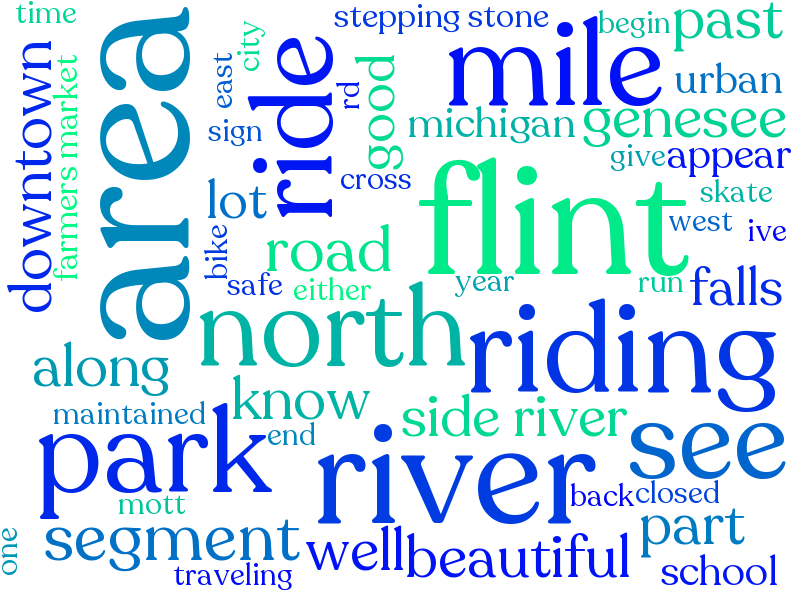 time
stepping stone
begin
past
city
area
ride
mile
downtown
farmers market
east
rd
good
urban
sign
michigan
genesee
give
appear
cross
flint
skate
lot
west
ive
bike
road
safe
either
year
run
falls
north
riding
along
know
maintained
side river
end
park
river
see
mott
back
closed
one
segment
well
beautiful
part
traveling
school